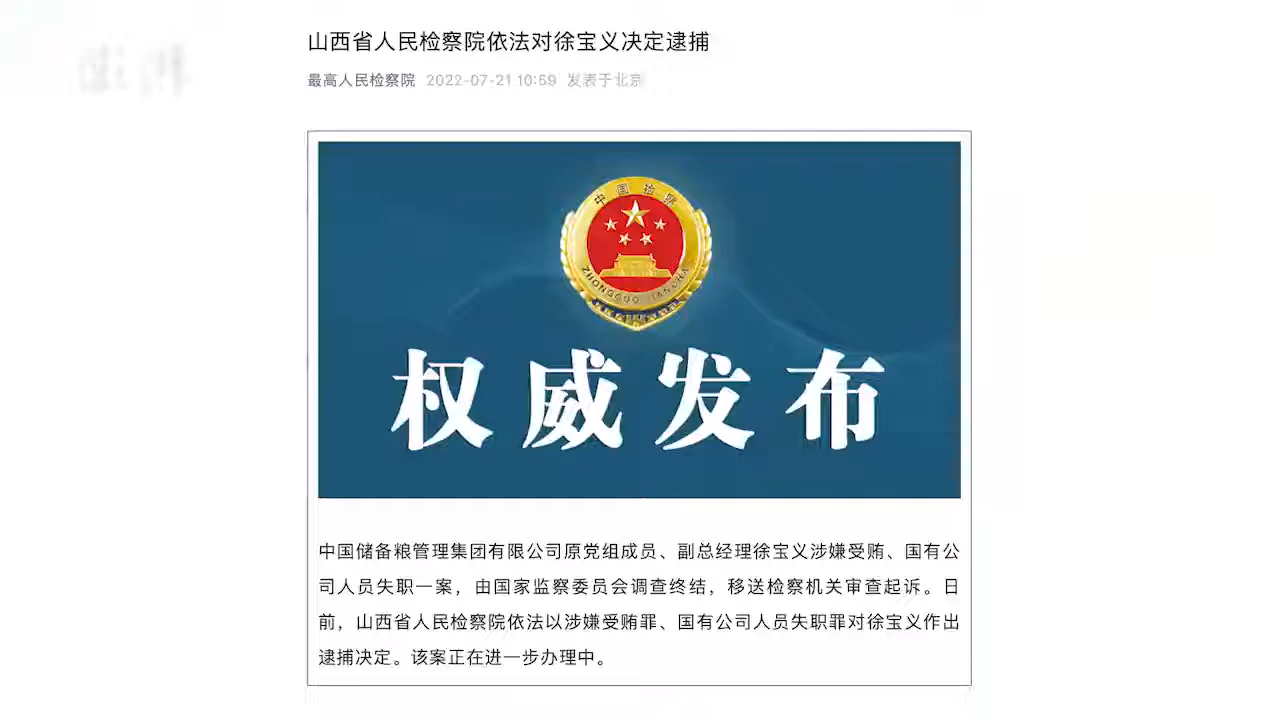 澎湃
山西省人民检察院依法对徐宝义决定逮捕
最高人民检察院 2022-07-21 10:59 发表于北京
中国检察
ZHONGGUO JIANCHA
权威发布
中国储备粮管理集团有限公司原党组成员、副总经理徐宝义涉嫌受贿、国有公
司人员失职一案，由国家监察委员会调查终结，移送检察机关审查起诉。日
前，山西省人民检察院依法以涉嫌受贿罪、国有公司人员失职罪对徐宝义作出
逮捕决定。该案正在进一步办理中。